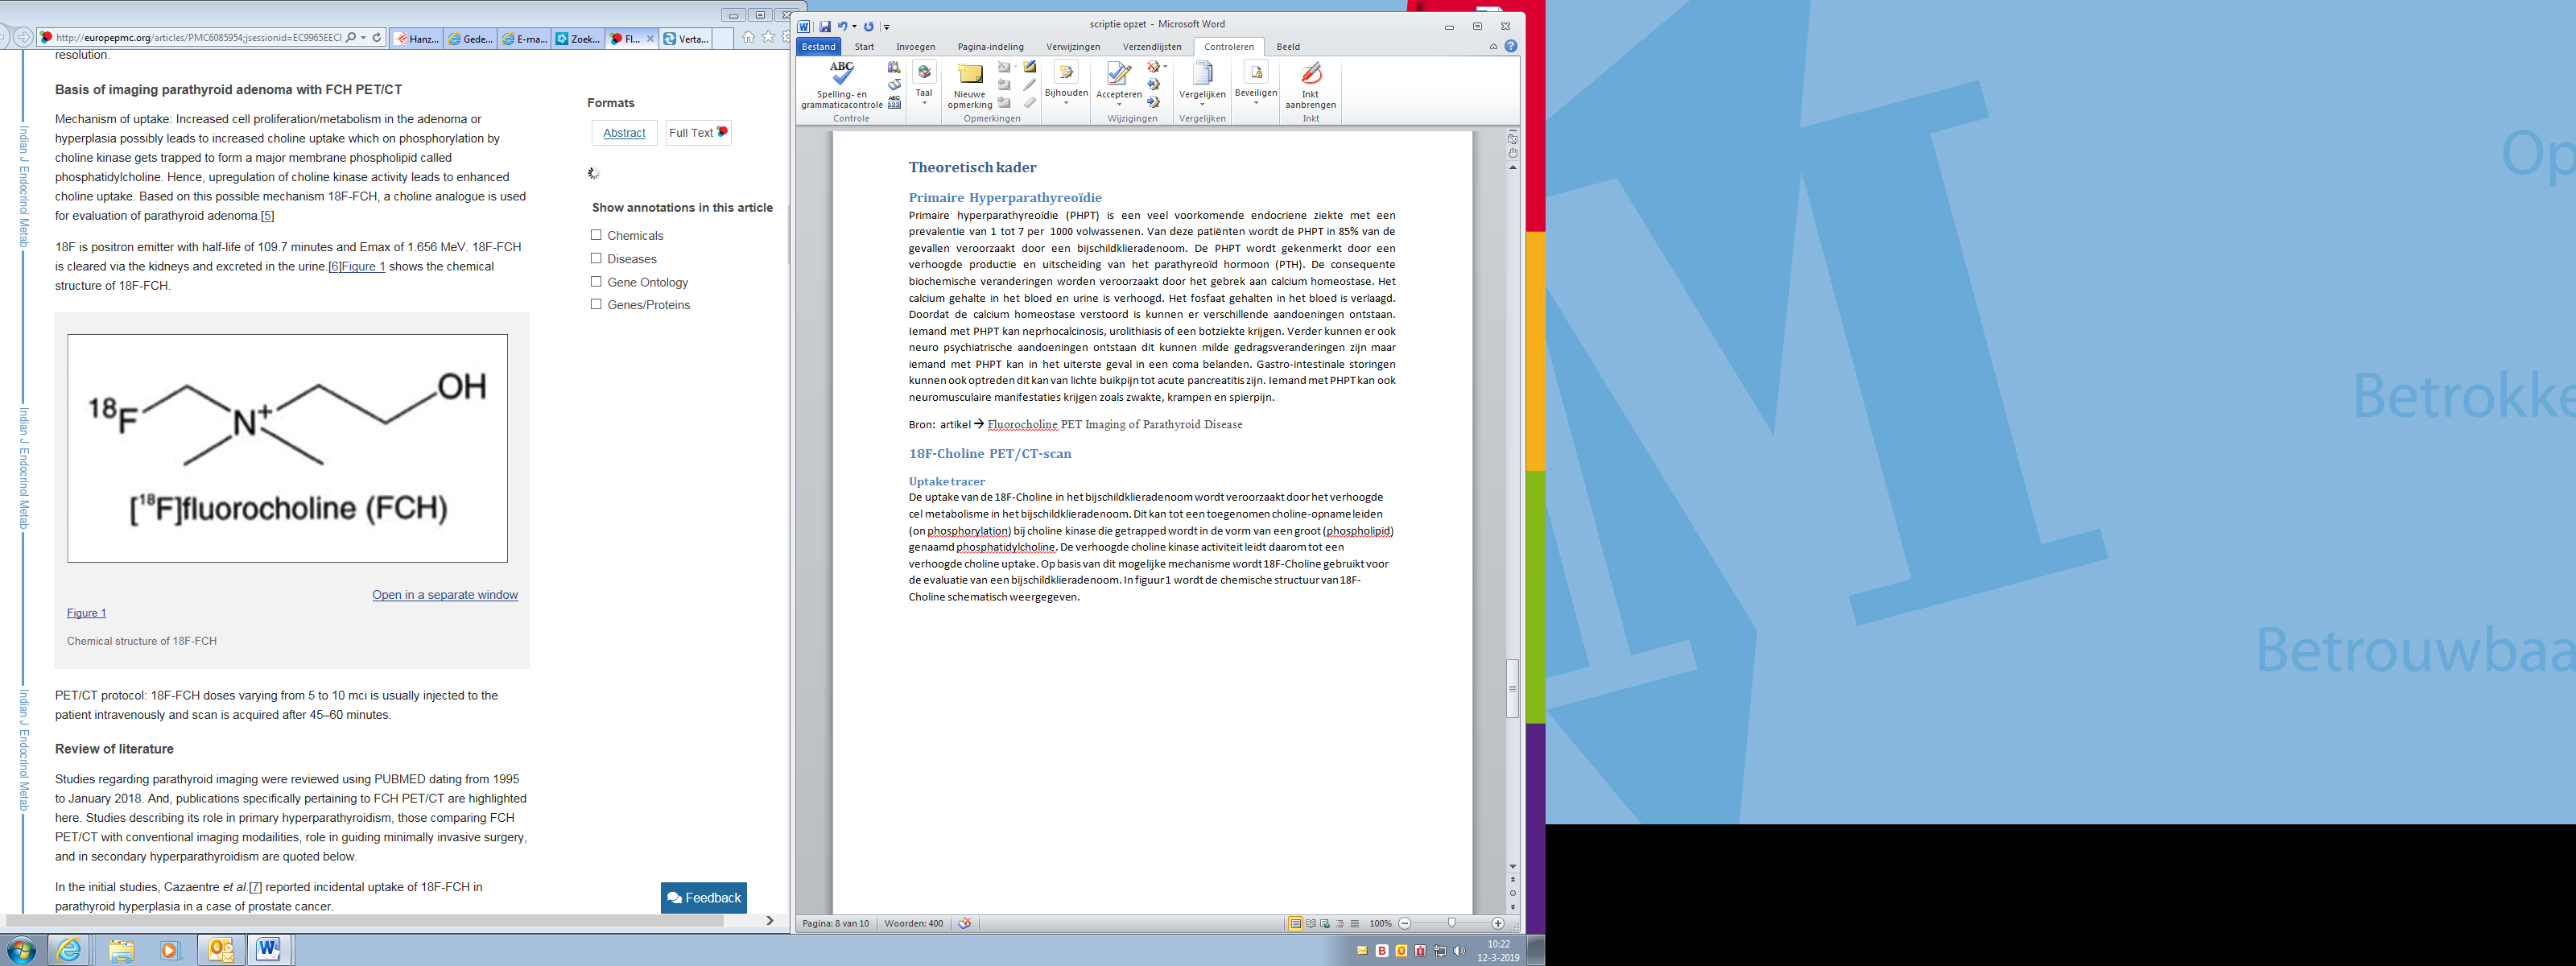 http://europepmc.org/articles/PMC6085954;jsessionid=EC9965EECI
Hanz...
Gede...
E-ma...
Zoek...
Fl...
Verta...
resolution.
Basis of imaging parathyroid adenoma with FCH PET/CT
Mechanism of uptake: Increased cell proliferation/metabolism in the adenoma or
hyperplasia possibly leads to increased choline uptake which on phosphorylation by
choline kinase gets trapped to form a major membrane phospholipid called
phosphatidylcholine. Hence, upregulation of choline kinase activity leads to enhanced
choline uptake. Based on this possible mechanism 18F-FCH, a choline analogue is used
for evaluation of parathyroid adenoma.[5]
18F is positron emitter with half-life of 109.7 minutes and Emax of 1.656 MeV. 18F-FCH
is cleared via the kidneys and excreted in the urine.[6]Figure 1 shows the chemical
structure of 18F-FCH.
18F
N+
OH
[18F]fluorocholine (FCH)
Open in a separate window
Figure 1
Chemical structure of 18F-FCH
PET/CT protocol: 18F-FCH doses varying from 5 to 10 mci is usually injected to the
patient intravenously and scan is acquired after 45–60 minutes.
Review of literature
Studies regarding parathyroid imaging were reviewed using PUBMED dating from 1995
to January 2018. And, publications specifically pertaining to FCH PET/CT are highlighted
here. Studies describing its role in primary hyperparathyroidism, those comparing FCH
PET/CT with conventional imaging modailities, role in guiding minimally invasive surgery,
and in secondary hyperparathyroidism are quoted below.
In the initial studies, Cazaentre et al.[7] reported incidental uptake of 18F-FCH in
parathyroid hyperplasia in a case of prostate cancer.
Indian J Endocrinol Metab
Indian J Endocrinol Metab
Indian J Endocrinol Metab
Formats
Abstract
Full Text
Show annotations in this article
Chemicals
Diseases
Gene Ontology
Genes/Proteins
Feedback
scriptie opzet - Microsoft Word
Bestand Start Invoegen Pagina-indeling Verwijzingen Verzendlijsten Controleren Beeld
ABC
Spelling- en
grammaticacontrole
ABC
123
Controle
Taal
Nieuwe
opmerking
Opmerkingen
Bijhouden
Accepteren
Wijzigingen
Vergelijken
Vergelijken
Beveiligen
Inkt
aanbrengen
Inkt
Theoretisch kader
Primaire Hyperparathyreoïdie
Primaire hyperparathyreoïdie (PHPT) is een veel voorkomende endocriene ziekte met een
prevalentie van 1 tot 7 per 1000 volwassenen. Van deze patiënten wordt de PHPT in 85% van de
gevallen veroorzaakt door een bijschildklieradenoom. De PHPT wordt gekenmerkt door een
verhoogde productie en uitscheiding van het parathyreoïd hormoon (PTH). De consequente
biochemische veranderingen worden veroorzaakt door het gebrek aan calcium homeostase. Het
calcium gehalte in het bloed en urine is verhoogd. Het fosfaat gehalten in het bloed is verlaagd.
Doordat de calcium homeostase verstoord is kunnen er verschillende aandoeningen ontstaan.
Iemand met PHPT kan neprhocalcinosis, urolithiasis of een botziekte krijgen. Verder kunnen er ook
neuro psychiatrische aandoeningen ontstaan dit kunnen milde gedragsveranderingen zijn maar
iemand met PHPT kan in het uiterste geval in een coma belanden. Gastro-intestinale storingen
kunnen ook optreden dit kan van lichte buikpijn tot acute pancreatitis zijn. Iemand met PHPT kan ook
neuromusculaire manifestaties krijgen zoals zwakte, krampen en spierpijn.
Bron: artikel → Fluorocholine PET Imaging of Parathyroid Disease
18F-Choline PET/CT-scan
Uptake tracer
De uptake van de 18F-Choline in het bijschildklieradenoom wordt veroorzaakt door het verhoogde
cel metabolisme in het bijschildklieradenoom. Dit kan tot een toegenomen choline-opname leiden
(on phosphorylation) bij choline kinase die getrapped wordt in de vorm van een groot (phospholipid)
genaamd phosphatidylcholine. De verhoogde choline kinase activiteit leidt daarom tot een
verhoogde choline uptake. Op basis van dit mogelijke mechanisme wordt 18F-Choline gebruikt voor
de evaluatie van een bijschildklieradenoom. In figuur 1 wordt de chemische structuur van 18F-
Choline schematisch weergegeven.
Pagina: 8 van 10 Woorden: 400
100%
Op
Betrokke
Betrouwbaa
10:22
12-3-2019